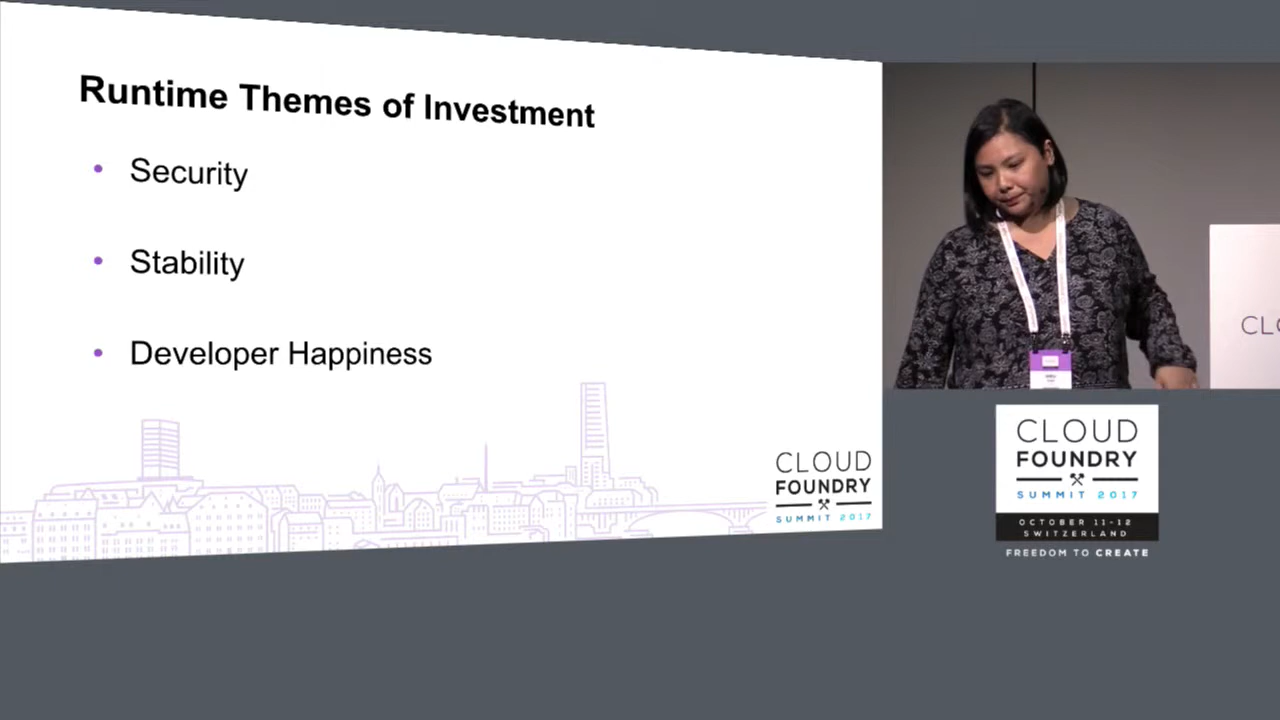 Runtime Themes of Investment
• Security
• Stability
• Developer Happiness
CLOUD
FOUNDRY
SUMMIT 2017
CLOUD
FOUNDRY
SUMMIT 2017
OCTOBER 11-12
SWITZERLAND
FREEDOM TO CREATE